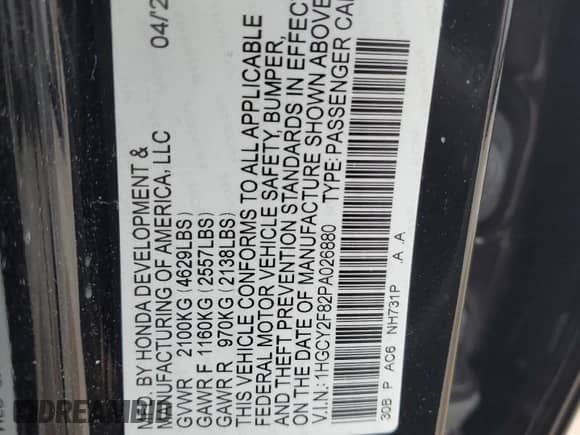 MFD. BY HONDA DEVELOPMENT & 04/2
MANUFACTURING OF AMERICA, LLC
GVWR 2100KG (4629LBS)
GAWR F 1160KG (2557LBS)
GAWR R 970KG (2138LBS)
THIS VEHICLE CONFORMS TO ALL APPLICABLE
FEDERAL MOTOR VEHICLE SAFETY, BUMPER,
AND THEFT PREVENTION STANDARDS IN EFFECT
ON THE DATE OF MANUFACTURE SHOWN ABOVE
V.I.N.:1HGCY2F82PA026880 TYPE:PASSENGER CA
30B P AC6 NH731P .A .A
DREAMBID